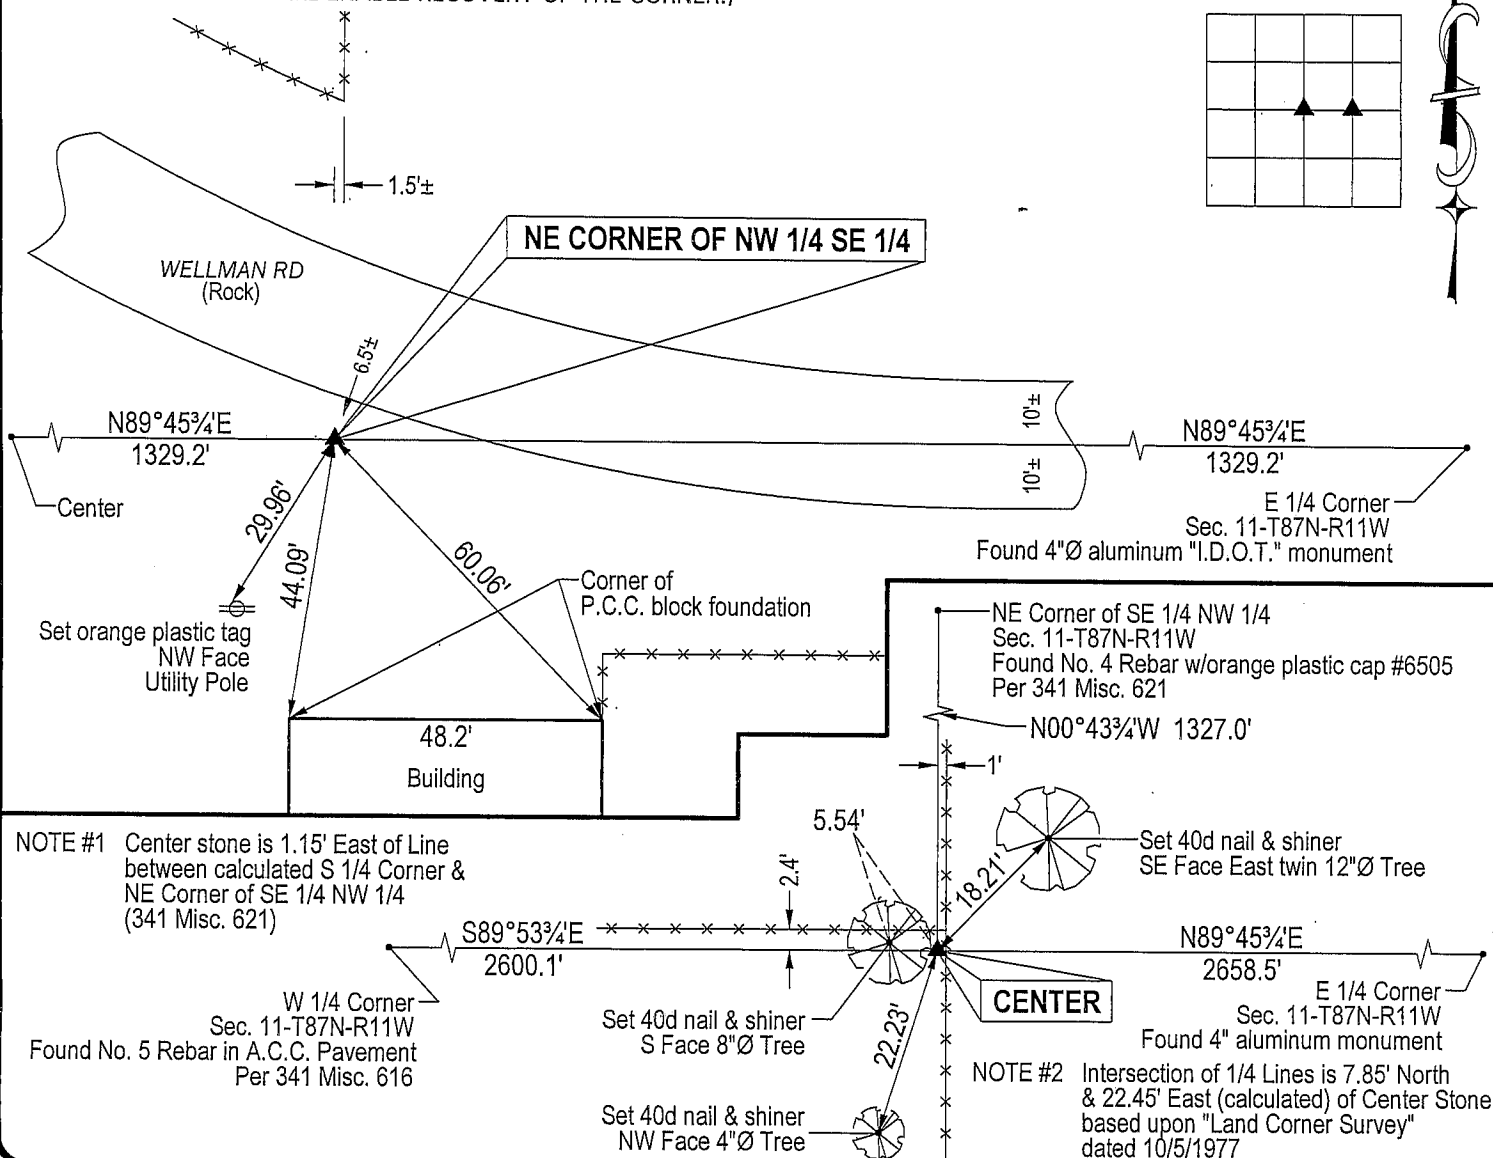 1.5'±
NE CORNER OF NW 1/4 SE 1/4
WELLMAN RD
(Rock)
6.5'±
N89°45¾'E
1329.2'
10'±
10'±
N89°45¾'E
1329.2'
Center
E 1/4 Corner
Sec. 11-T87N-R11W
Found 4"Ø aluminum "I.D.O.T." monument
29.96'
44.09'
60.06'
Corner of
P.C.C. block foundation
Set orange plastic tag
NW Face
Utility Pole
48.2'
Building
NE Corner of SE 1/4 NW 1/4
Sec. 11-T87N-R11W
Found No. 4 Rebar w/orange plastic cap #6505
Per 341 Misc. 621
N00°43¾'W 1327.0'
1'
NOTE #1 Center stone is 1.15' East of Line
between calculated S 1/4 Corner &
NE Corner of SE 1/4 NW 1/4
(341 Misc. 621)
5.54'
2.4'
18.21'
Set 40d nail & shiner
SE Face East twin 12"Ø Tree
S89°53¾'E
2600.1'
N89°45¾'E
2658.5'
W 1/4 Corner
Sec. 11-T87N-R11W
Found No. 5 Rebar in A.C.C. Pavement
Per 341 Misc. 616
CENTER
E 1/4 Corner
Sec. 11-T87N-R11W
Found 4" aluminum monument
Set 40d nail & shiner
S Face 8"Ø Tree
22.23'
Set 40d nail & shiner
NW Face 4"Ø Tree
NOTE #2 Intersection of 1/4 Lines is 7.85' North
& 22.45' East (calculated) of Center Stone
based upon "Land Corner Survey"
dated 10/5/1977